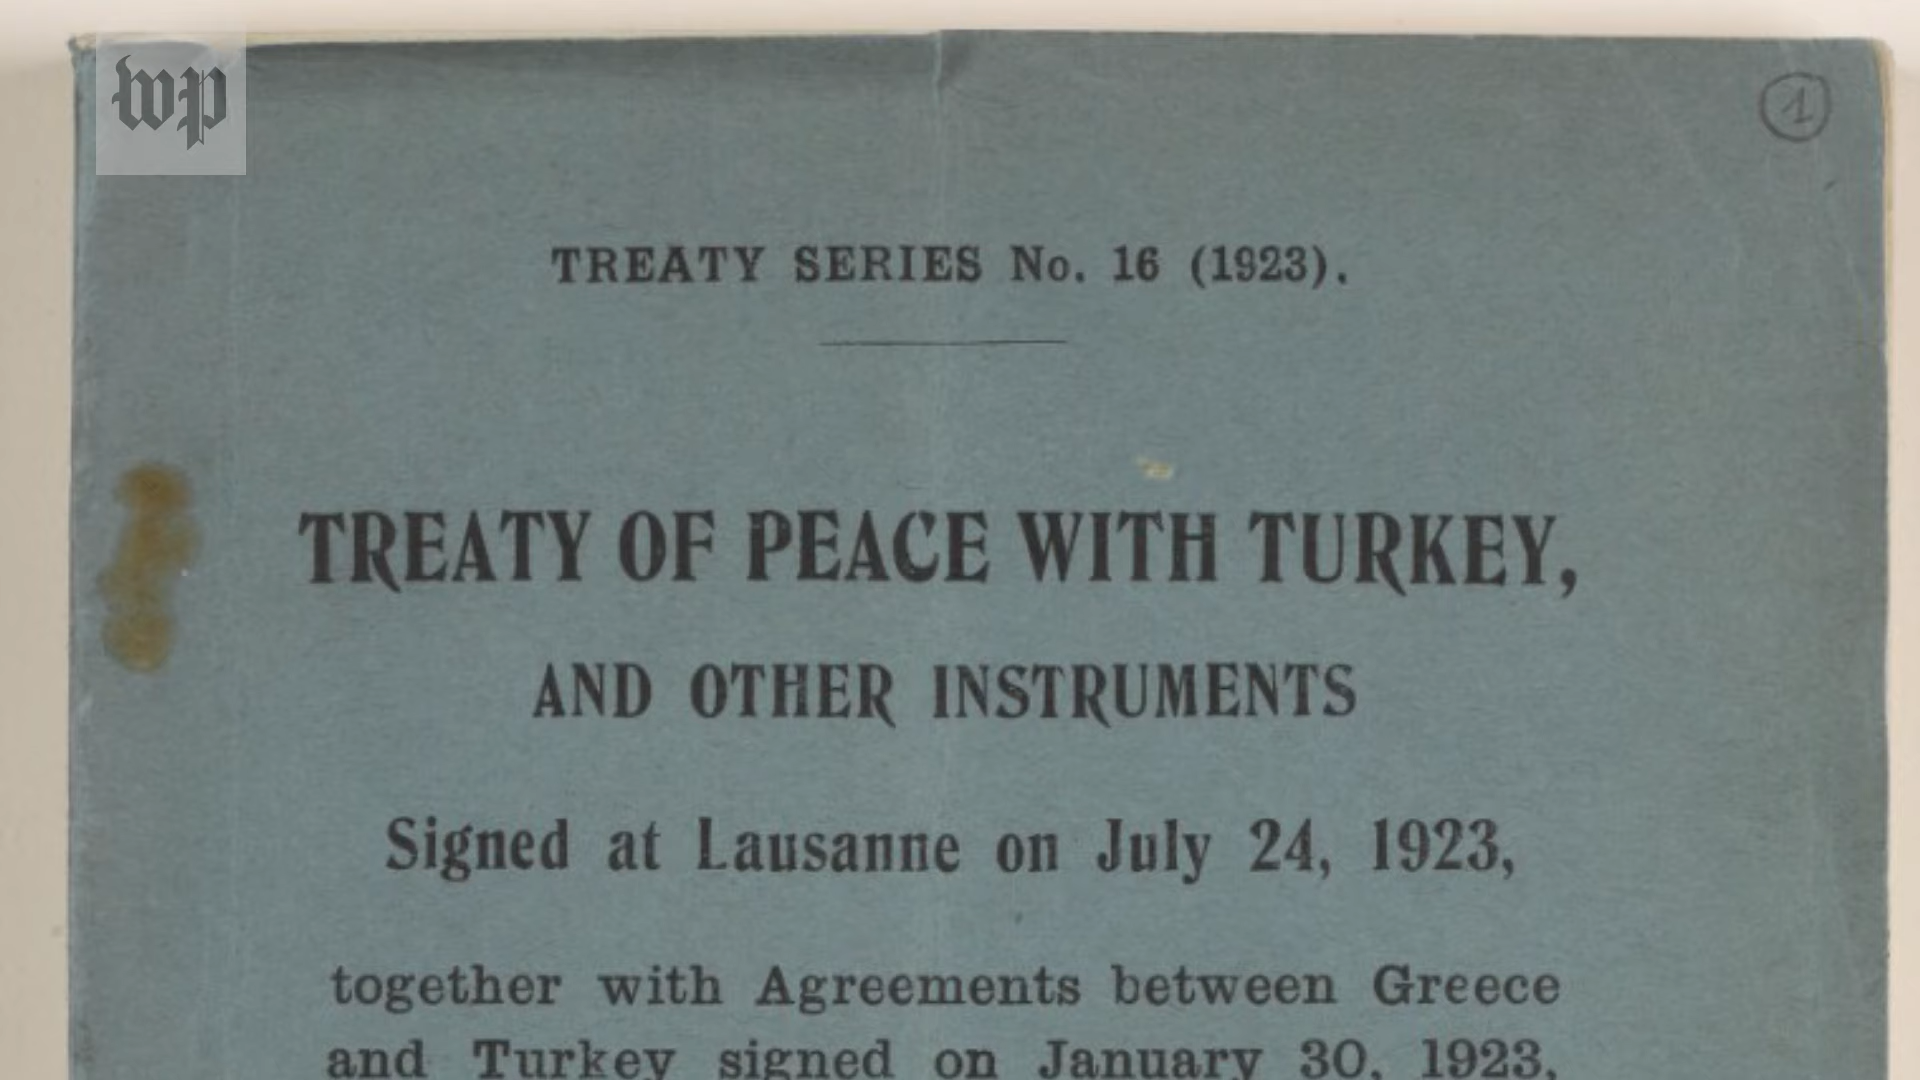 wp
1
TREATY SERIES No. 16 (1923).
TREATY OF PEACE WITH TURKEY,
AND OTHER INSTRUMENTS
Signed at Lausanne on July 24, 1923,
together with Agreements between Greece
and Turkey signed on January 30, 1923,